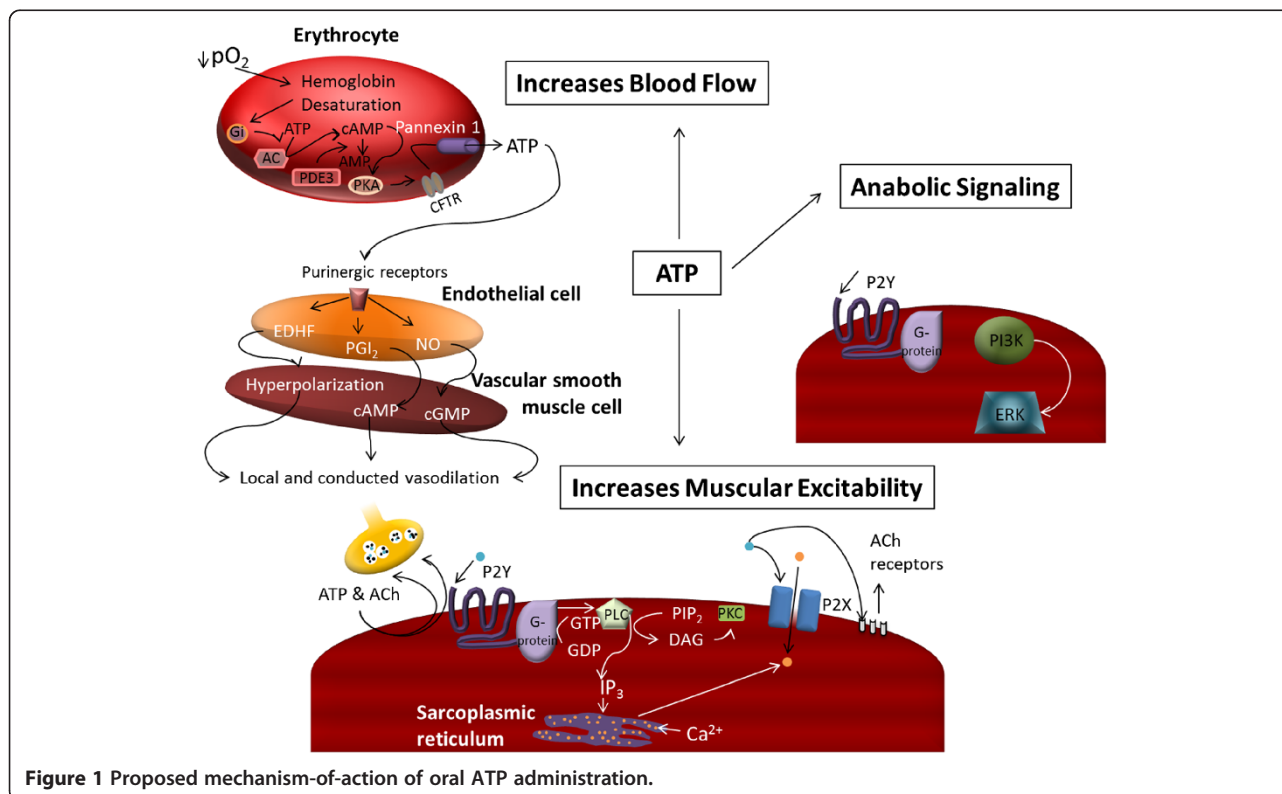 Erythrocyte
↓pO₂
Hemoglobin
Desaturation
Gi
ATP
cAMP
Pannexin 1
AC
AMP
PDE3
PKA
CFTR
ATP
Increases Blood Flow
Anabolic Signaling
ATP
Purinergic receptors
Endothelial cell
EDHF
PGI₂
NO
Hyperpolarization
Vascular smooth
muscle cell
cAMP
cGMP
Local and conducted vasodilation
P2Y
G-
protein
PI3K
ERK
Increases Muscular Excitability
ATP & ACh
P2Y
G-
protein
GTP
GDP
PLC
PIP₂
DAG
PKC
IP₃
P2X
ACh
receptors
Sarcoplasmic
reticulum
Ca²⁺
Figure 1 Proposed mechanism-of-action of oral ATP administration.